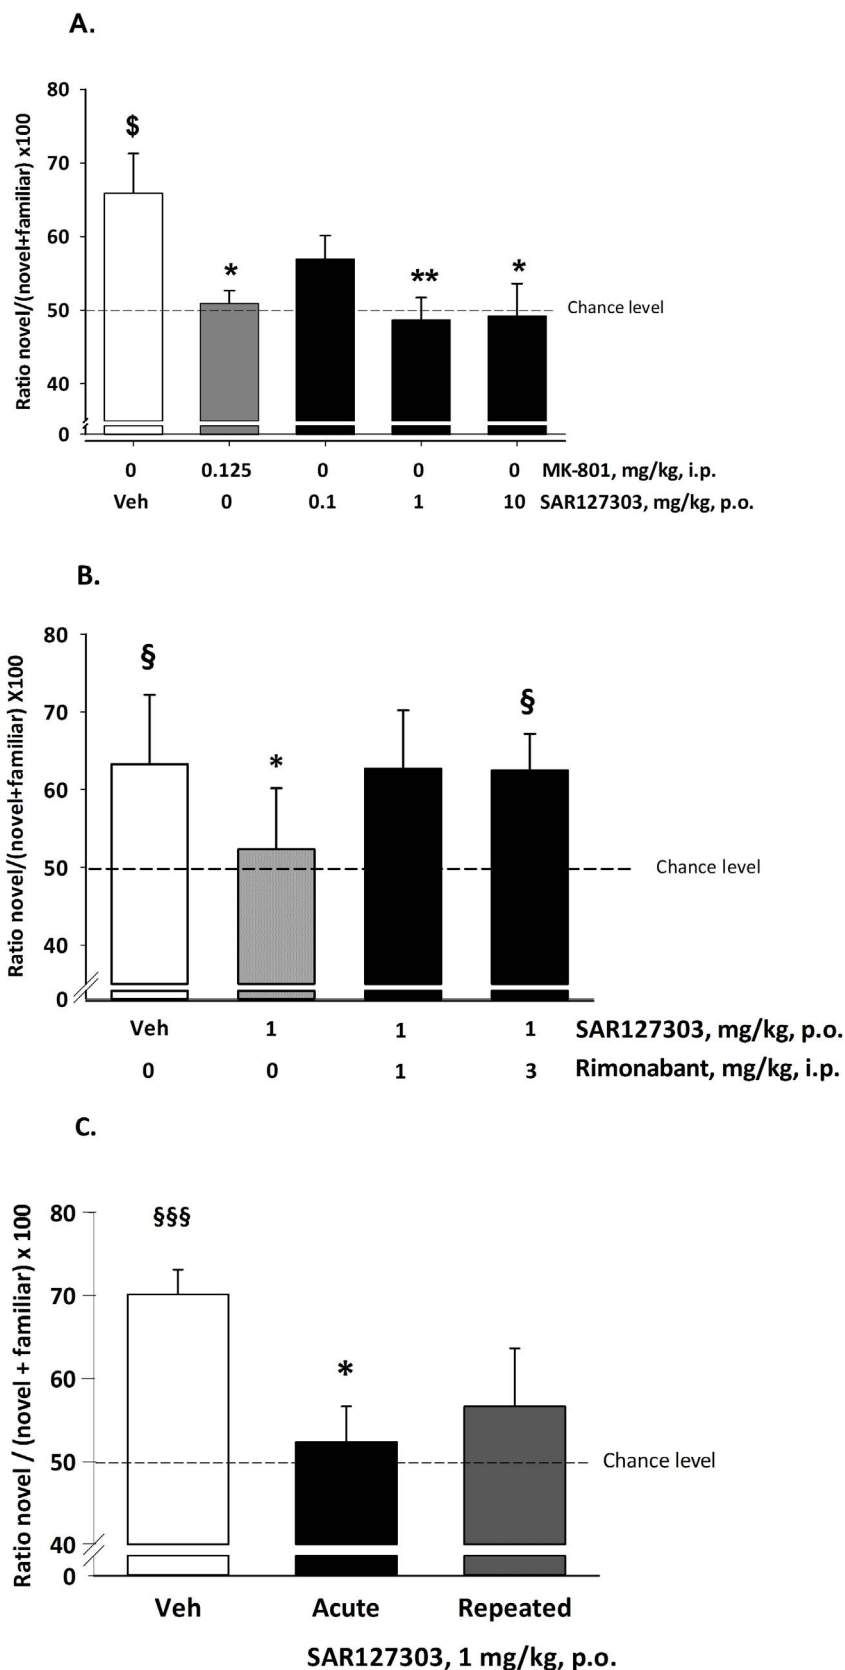 A.
Ratio novel/(novel+familiar) x100
80
70
60
50
40
0
$
*
**
*
Chance level
0 0.125 0 0 0 MK-801, mg/kg, i.p.
Veh 0 0.1 1 10 SAR127303, mg/kg, p.o.
B.
Ratio novel/(novel+familiar) X100
80
70
60
50
40
0
§
*
§
Chance level
Veh 1 1 1 SAR127303, mg/kg, p.o.
0 0 1 3 Rimonabant, mg/kg, i.p.
C.
Ratio novel / (novel + familiar) x 100
80
70
60
50
40
0
§§§
*
Chance level
Veh Acute Repeated
SAR127303, 1 mg/kg, p.o.